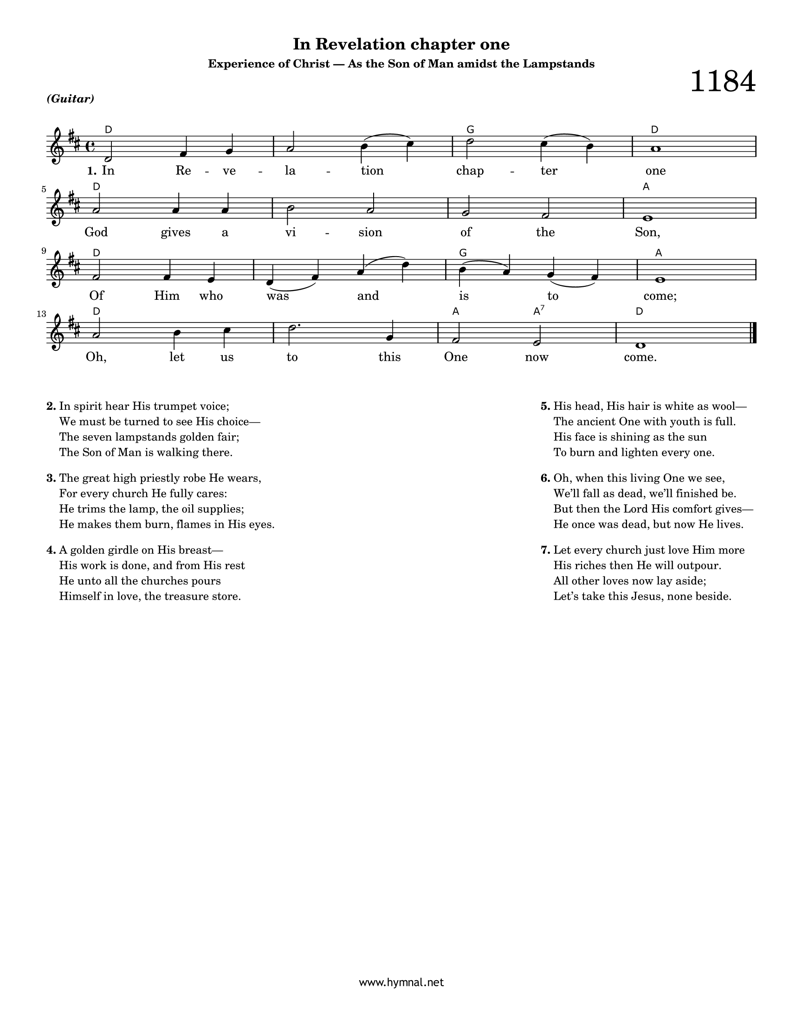 In Revelation chapter one
Experience of Christ — As the Son of Man amidst the Lampstands
1184
(Guitar)
D G D
1. In Re - ve - la - tion chap - ter one
5 D A
God gives a vi - sion of the Son,
9 D G A
Of Him who was and is to come;
13 D A A7 D
Oh, let us to this One now come.
2. In spirit hear His trumpet voice;
We must be turned to see His choice—
The seven lampstands golden fair;
The Son of Man is walking there.
3. The great high priestly robe He wears,
For every church He fully cares:
He trims the lamp, the oil supplies;
He makes them burn, flames in His eyes.
4. A golden girdle on His breast—
His work is done, and from His rest
He unto all the churches pours
Himself in love, the treasure store.
5. His head, His hair is white as wool—
The ancient One with youth is full.
His face is shining as the sun
To burn and lighten every one.
6. Oh, when this living One we see,
We'll fall as dead, we'll finished be.
But then the Lord His comfort gives—
He once was dead, but now He lives.
7. Let every church just love Him more
His riches then He will outpour.
All other loves now lay aside;
Let's take this Jesus, none beside.
www.hymnal.net